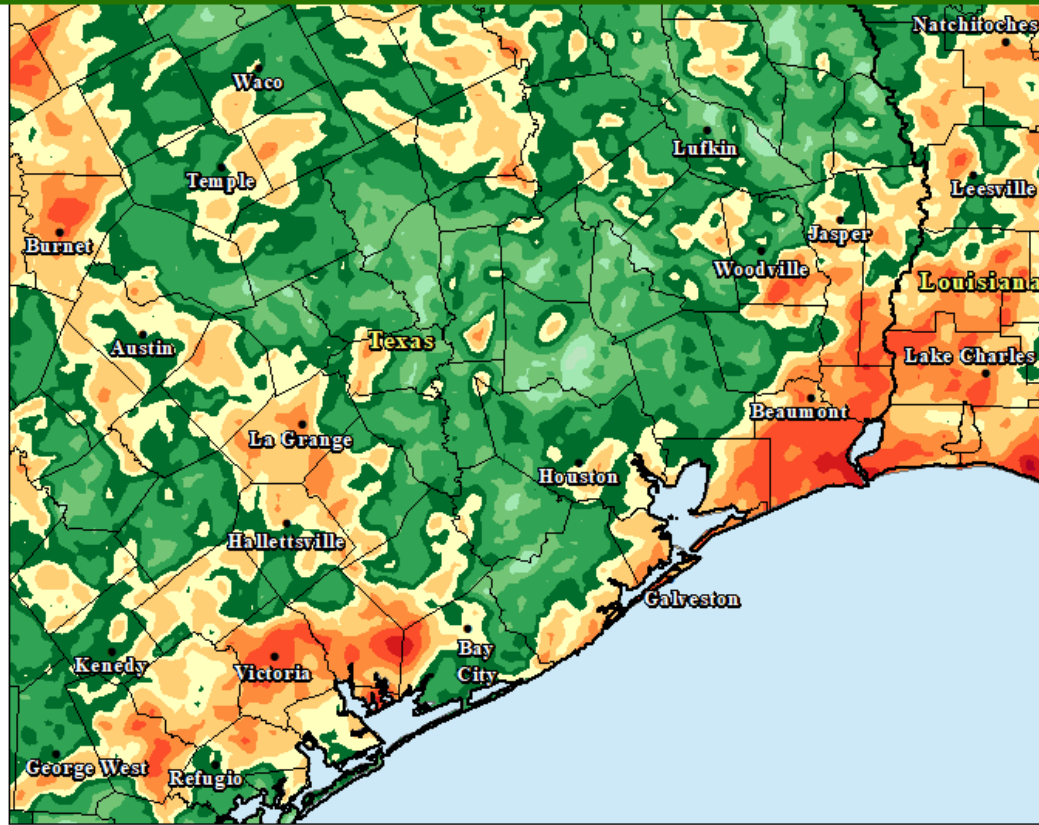 Natchitoches
Waco
Lufkin
Temple
Leesville
Jasper
Burnet
Woodville
Louisiana
Texas
Austin
Lake Charles
Beaumont
La Grange
Houston
Hallettsville
Galveston
Bay
City
Kenedy
Victoria
George West
Refugio